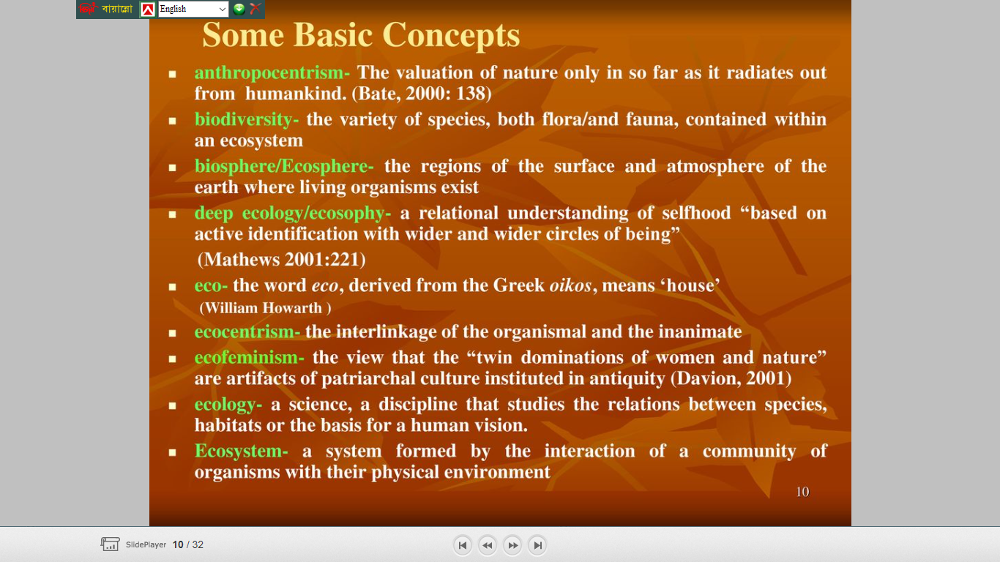 বায়ান্নো English
Some Basic Concepts
anthropocentrism- The valuation of nature only in so far as it radiates out
from humankind. (Bate, 2000: 138)
biodiversity- the variety of species, both flora/and fauna, contained within
an ecosystem
biosphere/Ecosphere- the regions of the surface and atmosphere of the
earth where living organisms exist
deep ecology/ecosophy- a relational understanding of selfhood “based on
active identification with wider and wider circles of being”
(Mathews 2001:221)
eco- the word eco, derived from the Greek oikos, means ‘house’
(William Howarth )
ecocentrism- the interlinkage of the organismal and the inanimate
ecofeminism- the view that the “twin dominations of women and nature”
are artifacts of patriarchal culture instituted in antiquity (Davion, 2001)
ecology- a science, a discipline that studies the relations between species,
habitats or the basis for a human vision.
Ecosystem- a system formed by the interaction of a community of
organisms with their physical environment
10
SlidePlayer 10 / 32